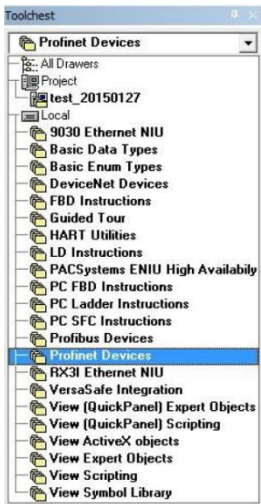 Toolchest
Profinet Devices
All Drawers
Project
test_20150127
Local
9030 Ethernet NIU
Basic Data Types
Basic Enum Types
DeviceNet Devices
FBD Instructions
Guided Tour
HART Utilities
LD Instructions
PACSystems ENIU High Availabily
PC FBD Instructions
PC Ladder Instructions
PC SFC Instructions
Profibus Devices
Profinet Devices
RX3I Ethernet NIU
VersaSafe Integration
View (QuickPanel) Expert Objects
View (QuickPanel) Scripting
View ActiveX objects
View Expert Objects
View Scripting
View Symbol Library